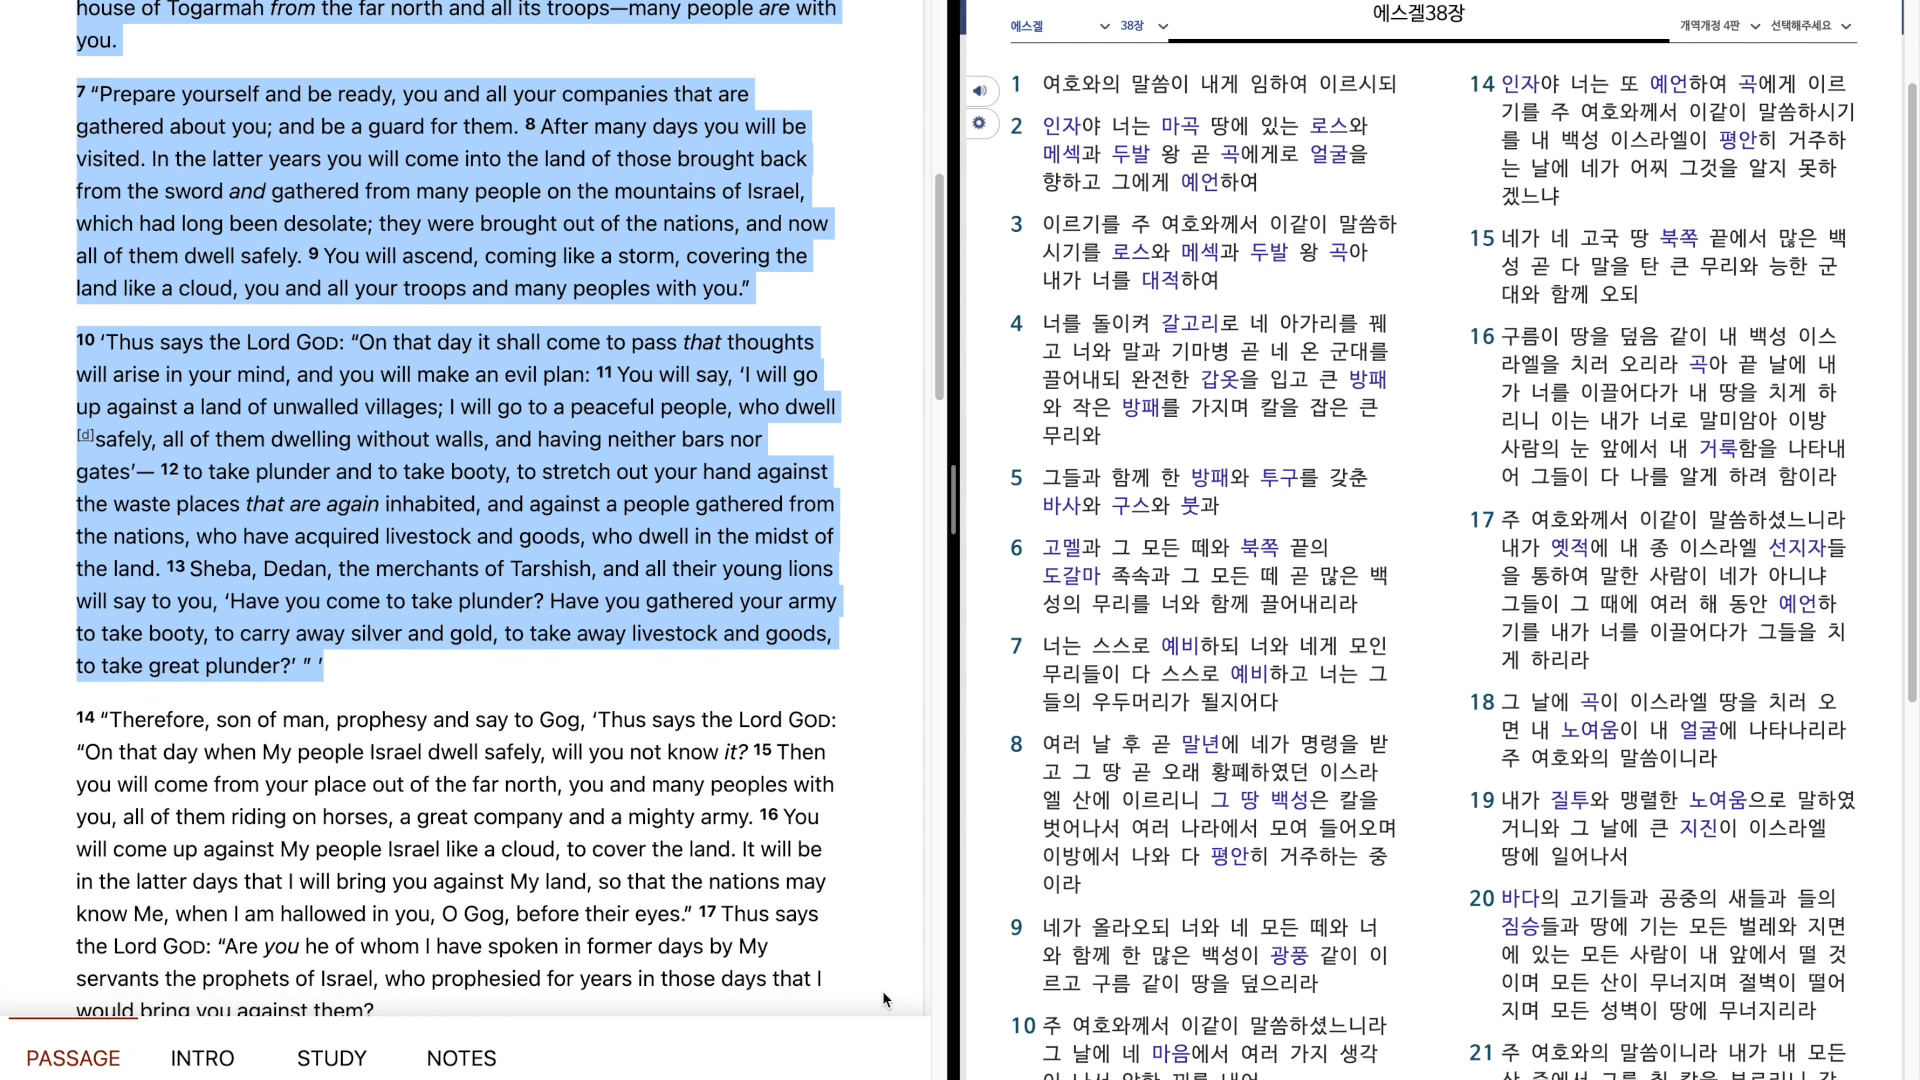 house of Togarmah from the far north and all its troops—many people are with
you.
7 “Prepare yourself and be ready, you and all your companies that are
gathered about you; and be a guard for them. 8 After many days you will be
visited. In the latter years you will come into the land of those brought back
from the sword and gathered from many people on the mountains of Israel,
which had long been desolate; they were brought out of the nations, and now
all of them dwell safely. 9 You will ascend, coming like a storm, covering the
land like a cloud, you and all your troops and many peoples with you.”
10 ‘Thus says the Lord GOD: “On that day it shall come to pass that thoughts
will arise in your mind, and you will make an evil plan: 11 You will say, ‘I will go
up against a land of unwalled villages; I will go to a peaceful people, who dwell
[d]safely, all of them dwelling without walls, and having neither bars nor
gates’— 12 to take plunder and to take booty, to stretch out your hand against
the waste places that are again inhabited, and against a people gathered from
the nations, who have acquired livestock and goods, who dwell in the midst of
the land. 13 Sheba, Dedan, the merchants of Tarshish, and all their young lions
will say to you, ‘Have you come to take plunder? Have you gathered your army
to take booty, to carry away silver and gold, to take away livestock and goods,
to take great plunder?’ ” ’
14 “Therefore, son of man, prophesy and say to Gog, ‘Thus says the Lord GOD:
“On that day when My people Israel dwell safely, will you not know it? 15 Then
you will come from your place out of the far north, you and many peoples with
you, all of them riding on horses, a great company and a mighty army. 16 You
will come up against My people Israel like a cloud, to cover the land. It will be
in the latter days that I will bring you against My land, so that the nations may
know Me, when I am hallowed in you, O Gog, before their eyes.” 17 Thus says
the Lord GOD: “Are you he of whom I have spoken in former days by My
servants the prophets of Israel, who prophesied for years in those days that I
would bring you against them?
PASSAGE INTRO STUDY NOTES
에스겔 38장
에스겔38장
개역개정 4판 선택해주세요
1 여호와의 말씀이 내게 임하여 이르시되
2 인자야 너는 마곡 땅에 있는 로스와
메섹과 두발 왕 곧 곡에게로 얼굴을
향하고 그에게 예언하여
3 이르기를 주 여호와께서 이같이 말씀하
시기를 로스와 메섹과 두발 왕 곡아
내가 너를 대적하여
4 너를 돌이켜 갈고리로 네 아가리를 꿰
고 너와 말과 기마병 곧 네 온 군대를
끌어내되 완전한 갑옷을 입고 큰 방패
와 작은 방패를 가지며 칼을 잡은 큰
무리와
5 그들과 함께 한 방패와 투구를 갖춘
바사와 구스와 붓과
6 고멜과 그 모든 떼와 북쪽 끝의
도갈마 족속과 그 모든 떼 곧 많은 백
성의 무리를 너와 함께 끌어내리라
7 너는 스스로 예비하되 너와 네게 모인
무리들이 다 스스로 예비하고 너는 그
들의 우두머리가 될지어다
8 여러 날 후 곧 말년에 네가 명령을 받
고 그 땅 곧 오래 황폐하였던 이스라
엘 산에 이르리니 그 땅 백성은 칼을
벗어나서 여러 나라에서 모여 들어오며
이방에서 나와 다 평안히 거주하는 중
이라
9 네가 올라오되 너와 네 모든 떼와 너
와 함께 한 많은 백성이 광풍 같이 이
르고 구름 같이 땅을 덮으리라
10 주 여호와께서 이같이 말씀하셨느니라
그 날에 네 마음에서 여러 가지 생각
이 나서 악한 꾀를 내어
14 인자야 너는 또 예언하여 곡에게 이르
기를 주 여호와께서 이같이 말씀하시기
를 내 백성 이스라엘이 평안히 거주하
는 날에 네가 어찌 그것을 알지 못하
겠느냐
15 네가 네 고국 땅 북쪽 끝에서 많은 백
성 곧 다 말을 탄 큰 무리와 능한 군
대와 함께 오되
16 구름이 땅을 덮음 같이 내 백성 이스
라엘을 치러 오리라 곡아 끝 날에 내
가 너를 이끌어다가 내 땅을 치게 하
리니 이는 내가 너로 말미암아 이방
사람의 눈 앞에서 내 거룩함을 나타내
어 그들이 다 나를 알게 하려 함이라
17 주 여호와께서 이같이 말씀하셨느니라
내가 옛적에 내 종 이스라엘 선지자들
을 통하여 말한 사람이 네가 아니냐
그들이 그 때에 여러 해 동안 예언하
기를 내가 너를 이끌어다가 그들을 치
게 하리라
18 그 날에 곡이 이스라엘 땅을 치러 오
면 내 노여움이 내 얼굴에 나타나리라
주 여호와의 말씀이니라
19 내가 질투와 맹렬한 노여움으로 말하였
거니와 그 날에 큰 지진이 이스라엘
땅에 일어나서
20 바다의 고기들과 공중의 새들과 들의
짐승들과 땅에 기는 모든 벌레와 지면
에 있는 모든 사람이 내 앞에서 떨 것
이며 모든 산이 무너지며 절벽이 떨어
지며 모든 성벽이 땅에 무너지리라
21 주 여호와의 말씀이니라 내가 내 모든
산 중에서 그를 칠 칼을 부르리니 각